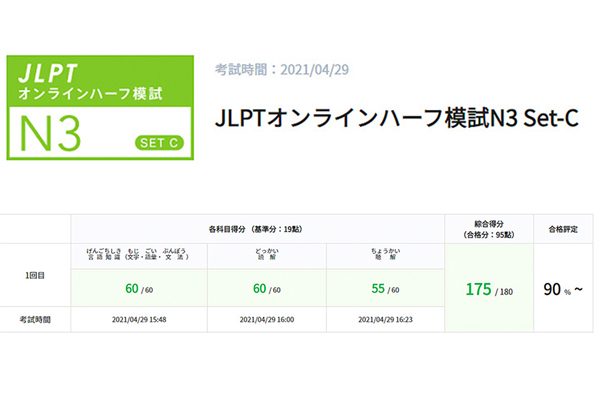 JLPT
オンラインハーフ模試
N3
SET C
考試時間：2021/04/29
JLPTオンラインハーフ模試N3 Set-C
各科目得分 （基準分：19點）
綜合得分
（合格分：95點）
合格評定
げんごちしき もじ ごい ぶんぽう
言語知識（文字・語彙・文法）
どっかい
読解
ちょうかい
聴解
1回目
60 / 60
60 / 60
55 / 60
175 / 180
90 % ~
考試時間
2021/04/29 15:48
2021/04/29 16:00
2021/04/29 16:23